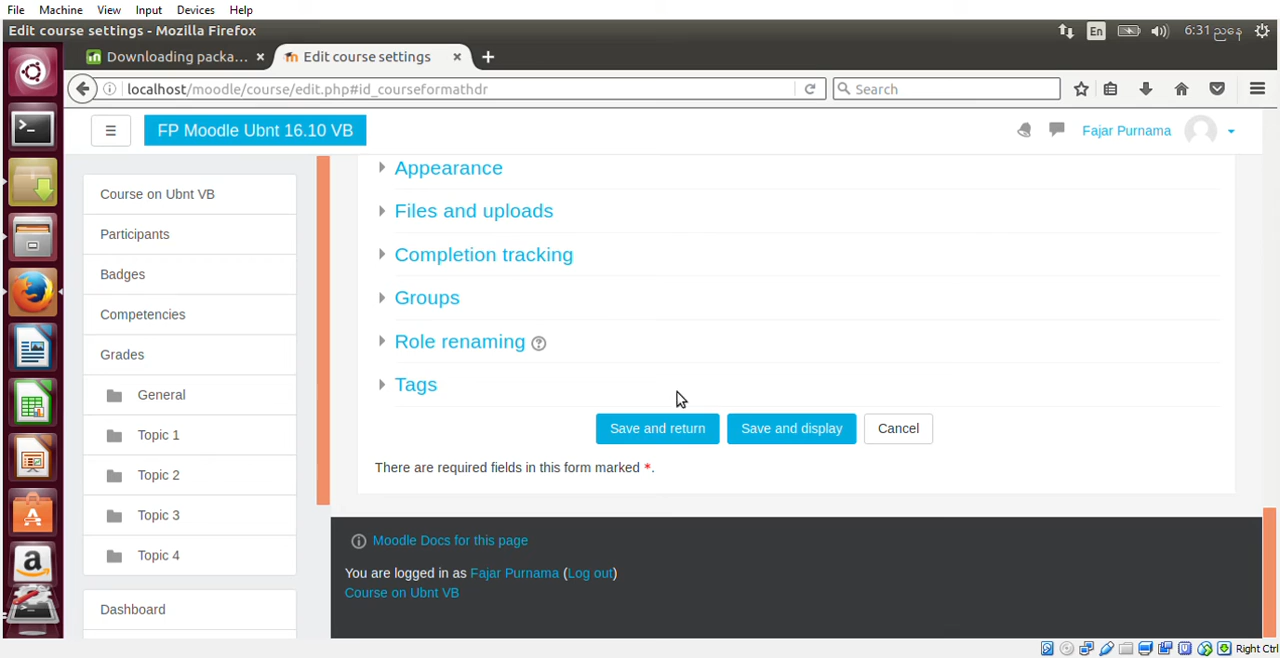 File Machine View Input Devices Help
Edit course settings - Mozilla Firefox
En 6:31 ညနေ
Downloading packa... × Edit course settings × +
localhost/moodle/course/edit.php#id_courseformathdr Search
FP Moodle Ubnt 16.10 VB Fajar Purnama
Course on Ubnt VB
Participants
Badges
Competencies
Grades
General
Topic 1
Topic 2
Topic 3
Topic 4
Dashboard
Appearance
Files and uploads
Completion tracking
Groups
Role renaming ?
Tags
Save and return Save and display Cancel
There are required fields in this form marked *.
Moodle Docs for this page
You are logged in as Fajar Purnama (Log out)
Course on Ubnt VB
Right Ctrl